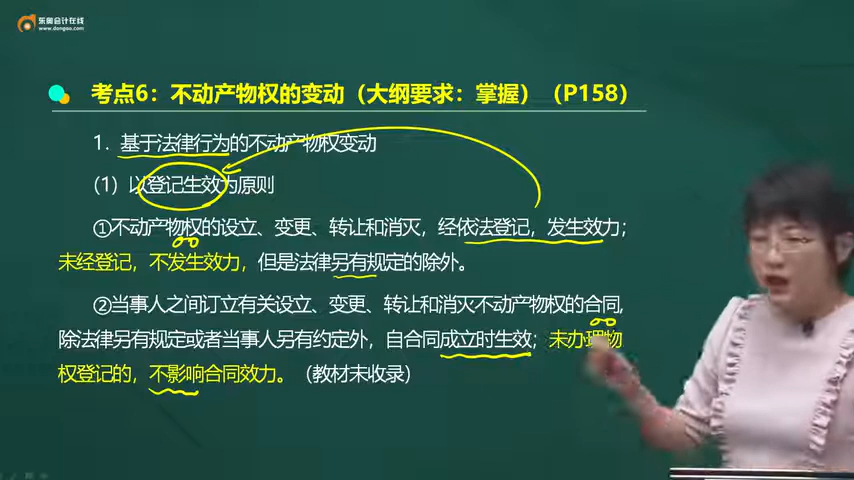 东奥会计在线
www.dongao.com
考点6：不动产物权的变动（大纲要求：掌握）（P158）
1. 基于法律行为的不动产物权变动
（1）以登记生效为原则
①不动产物权的设立、变更、转让和消灭，经依法登记，发生效力；
未经登记，不发生效力，但是法律另有规定的除外。
②当事人之间订立有关设立、变更、转让和消灭不动产物权的合同，
除法律另有规定或者当事人另有约定外，自合同成立时生效；未办理物
权登记的，不影响合同效力。（教材未收录）